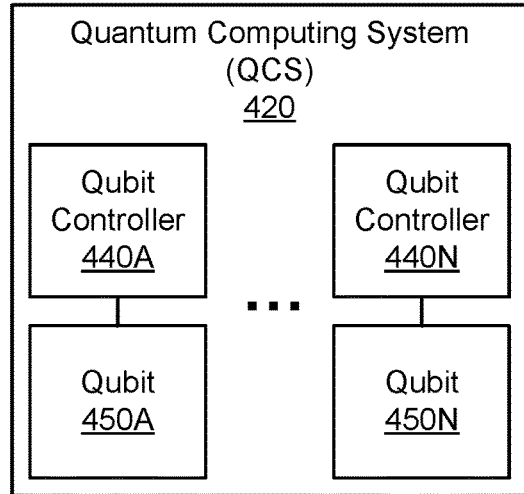 Quantum Computing System
(QCS)
420
Qubit
Controller
440A
Qubit
Controller
440N
...
Qubit
450A
Qubit
450N